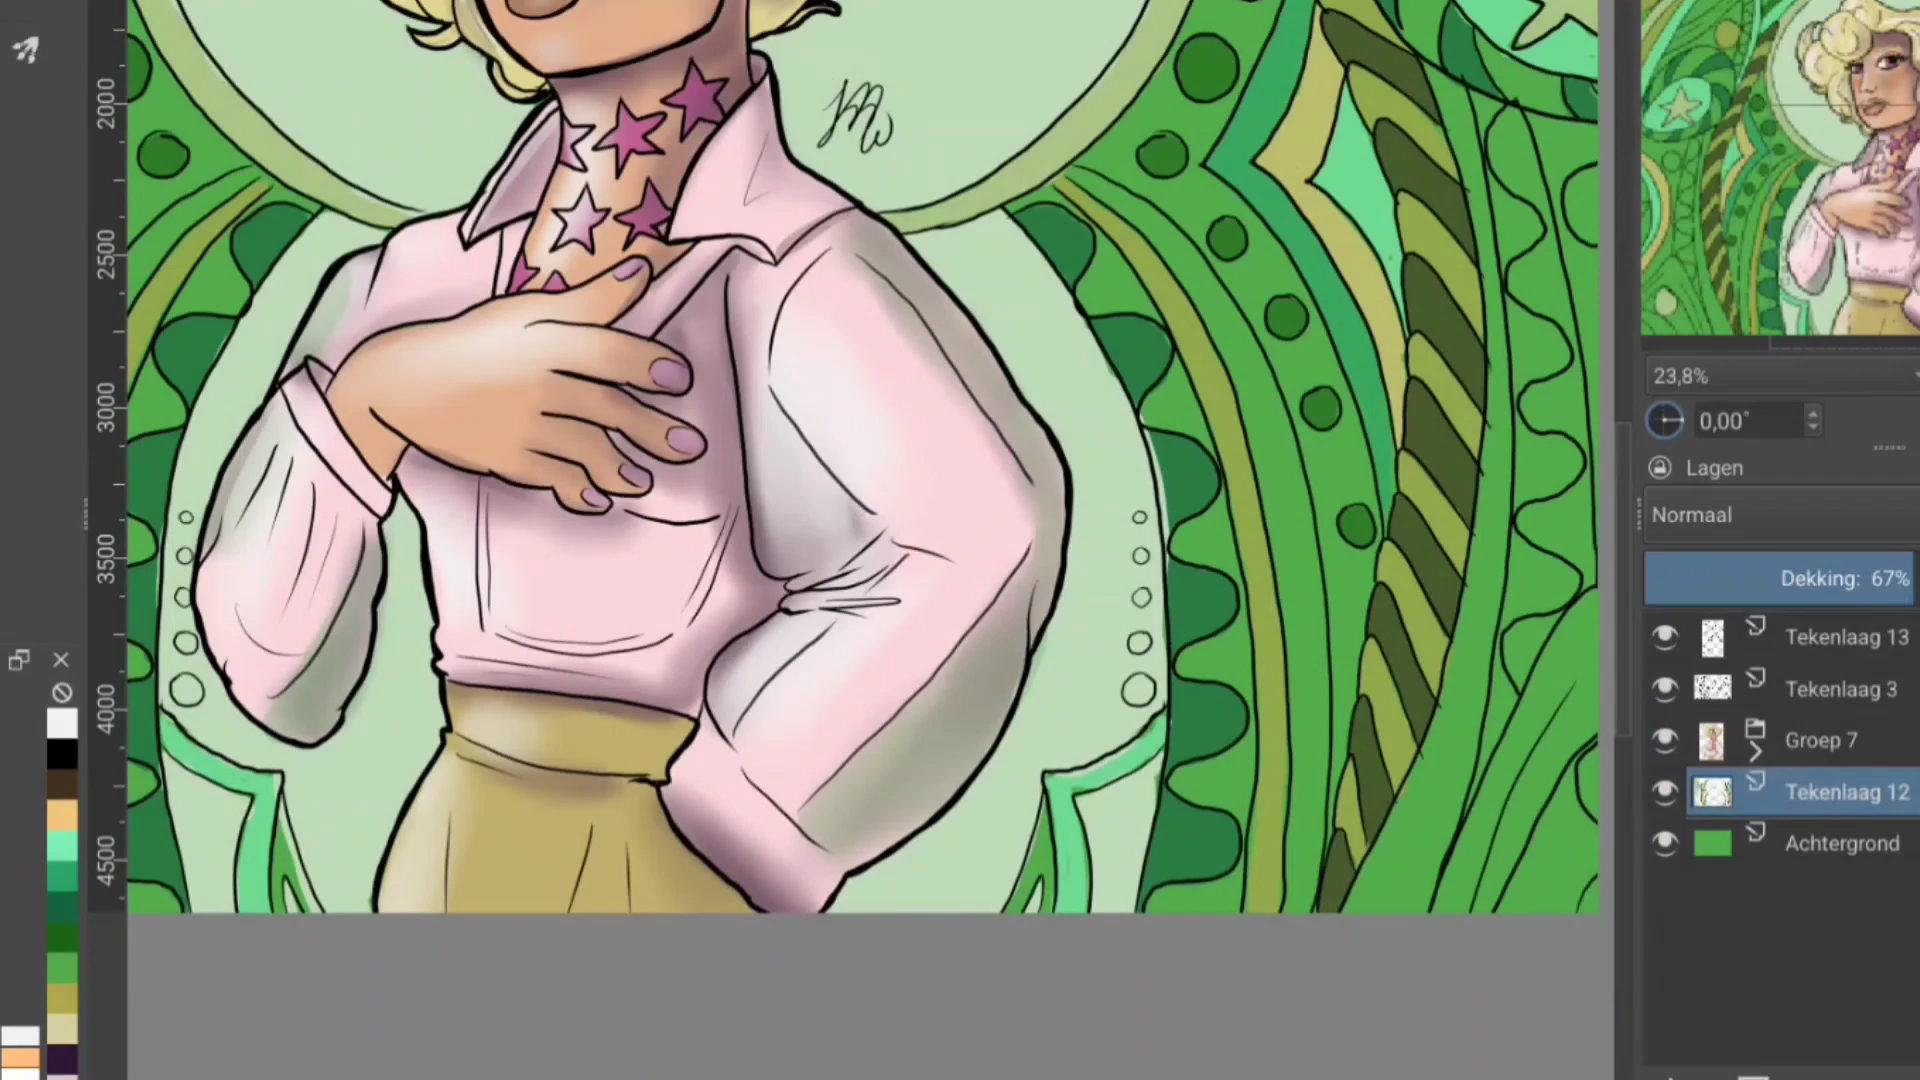 2000
2500
3000
3500
4000
4500
23,8%
0,00°
Lagen
Normaal
Dekking: 67%
Tekenlaag 13
Tekenlaag 3
Groep 7
Tekenlaag 12
Achtergrond